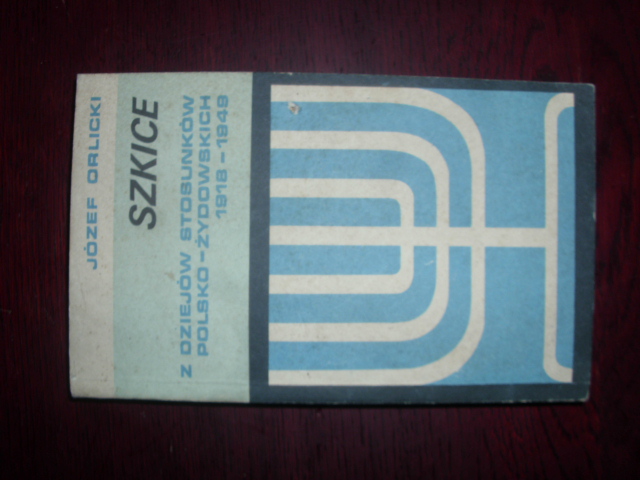 JÓZEF ORLICKI
SZKICE
Z DZIEJÓW STOSUNKÓW
POLSKO-ŻYDOWSKICH
1918-1949